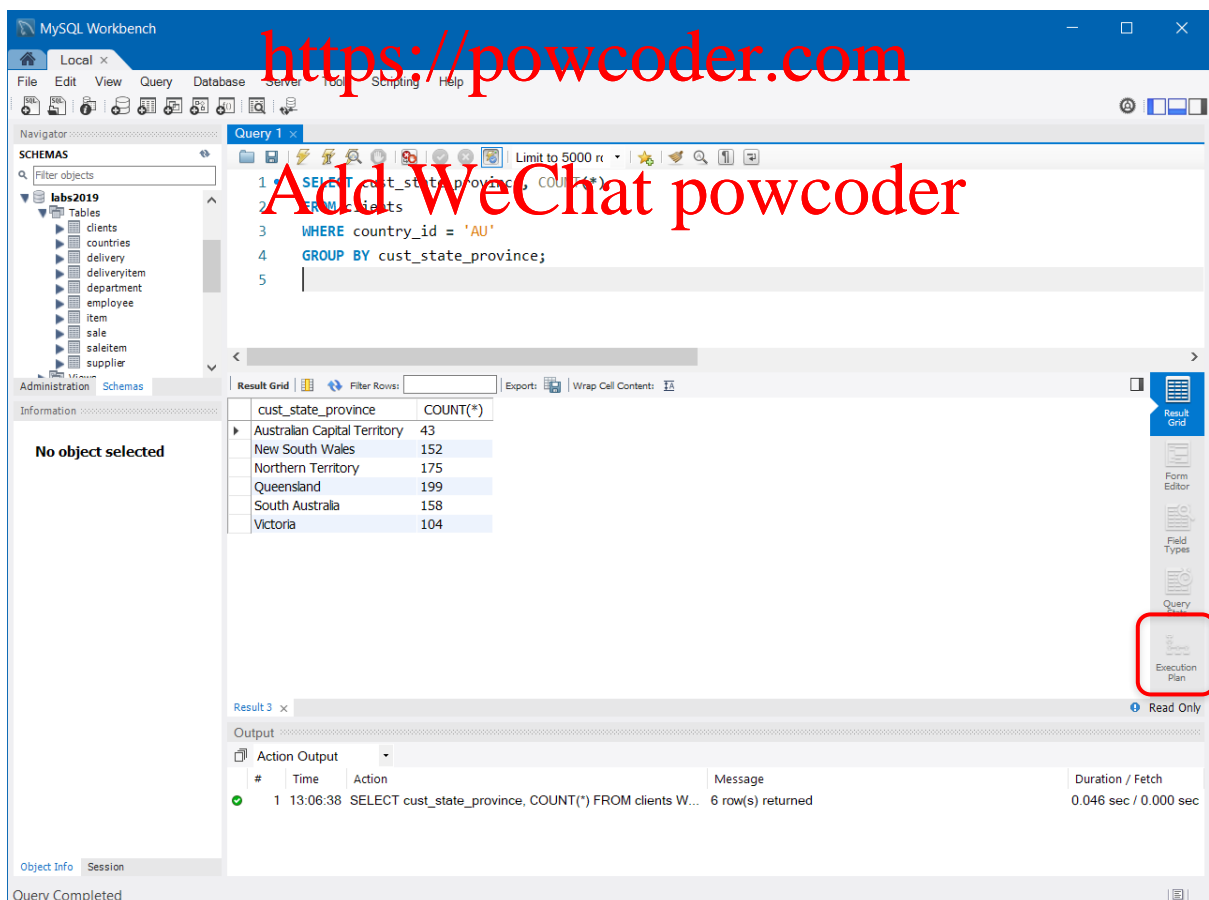 MySQL Workbench
https://powcoder.com
Local ×
File Edit View Query Database Server Tools Scripting Help
Navigator
Query 1 ×
SCHEMAS
Filter objects
Limit to 5000 r
Add WeChat powcoder
labs2019
Tables
clients
countries
delivery
deliveryitem
department
employee
item
sale
saleitem
supplier
Views
1 SELECT cust_state_province, COUNT(*)
2 FROM clients
3 WHERE country_id = 'AU'
4 GROUP BY cust_state_province;
5
Administration Schemas
Information
No object selected
Result Grid Filter Rows: Export: Wrap Cell Content: IA
cust_state_province COUNT(*)
Australian Capital Territory 43
New South Wales 152
Northern Territory 175
Queensland 199
South Australia 158
Victoria 104
Result
Grid
Form
Editor
Field
Types
Query
Stats
Execution
Plan
Result 3 ×
Read Only
Output
Action Output
# Time Action Message Duration / Fetch
1 13:06:38 SELECT cust_state_province, COUNT(*) FROM clients W... 6 row(s) returned 0.046 sec / 0.000 sec
Object Info Session
Query Completed